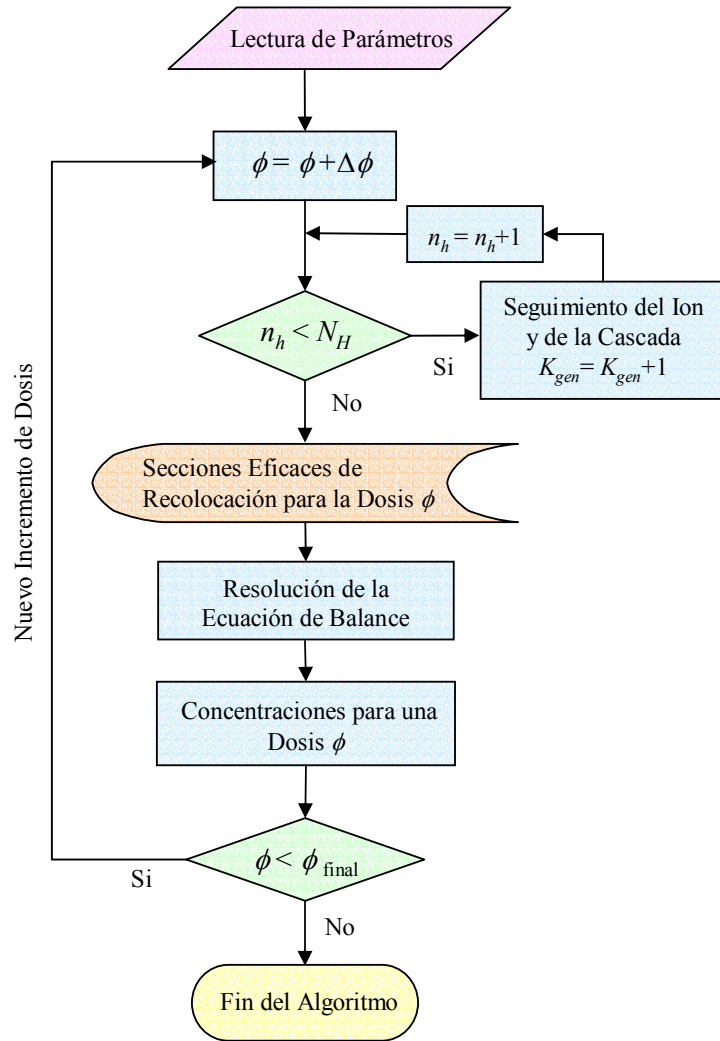 Lectura de Parámetros
ϕ = ϕ+Δϕ
n_h = n_h+1
n_h < N_H
Si
Seguimiento del Ion
y de la Cascada
K_gen = K_gen+1
No
Secciones Eficaces de
Recolocación para la Dosis ϕ
Resolución de la
Ecuación de Balance
Concentraciones para una
Dosis ϕ
ϕ < ϕ_final
Si
Nuevo Incremento de Dosis
No
Fin del Algoritmo